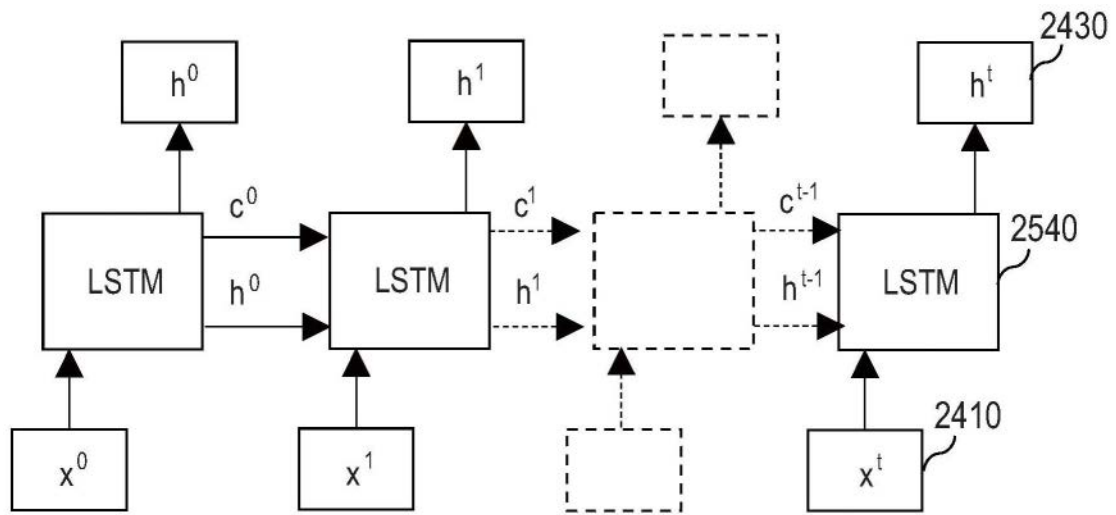 2430
h⁰ h¹ hᵗ
c⁰ c¹ cᵗ⁻¹
2540
LSTM LSTM LSTM
h⁰ h¹ hᵗ⁻¹
2410
x⁰ x¹ xᵗ